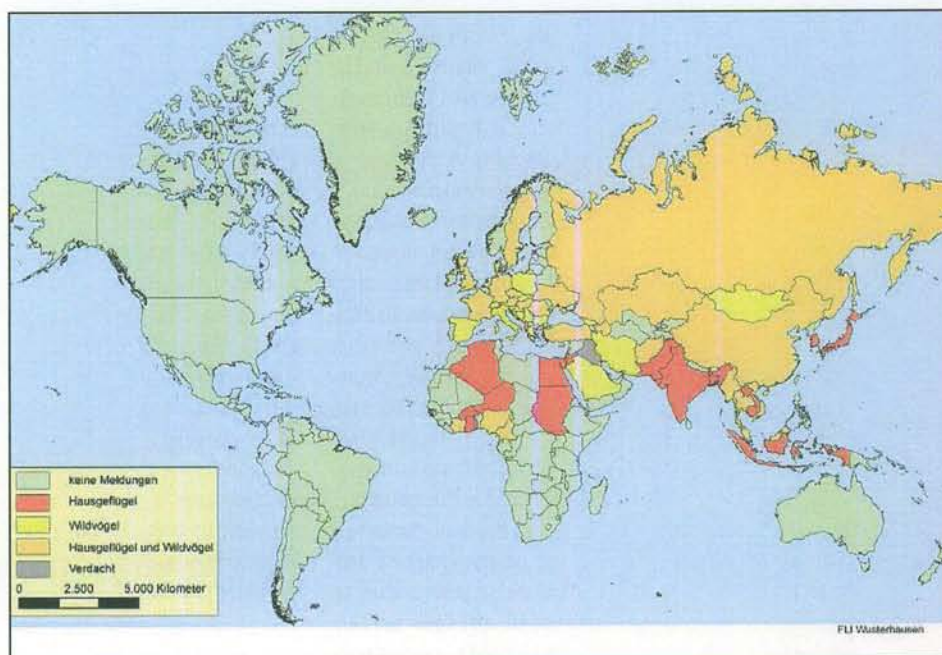 keine Meldungen
Hausgeflügel
Wildvögel
Hausgeflügel und Wildvögel
Verdacht
0 2.500 5.000 Kilometer
FLI Wusterhausen